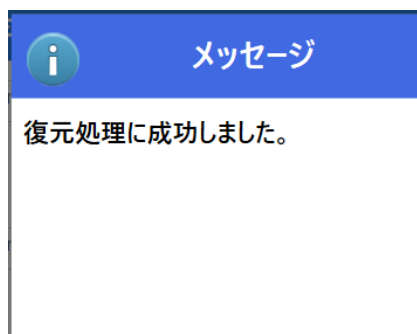 メッセージ
復元処理に成功しました。